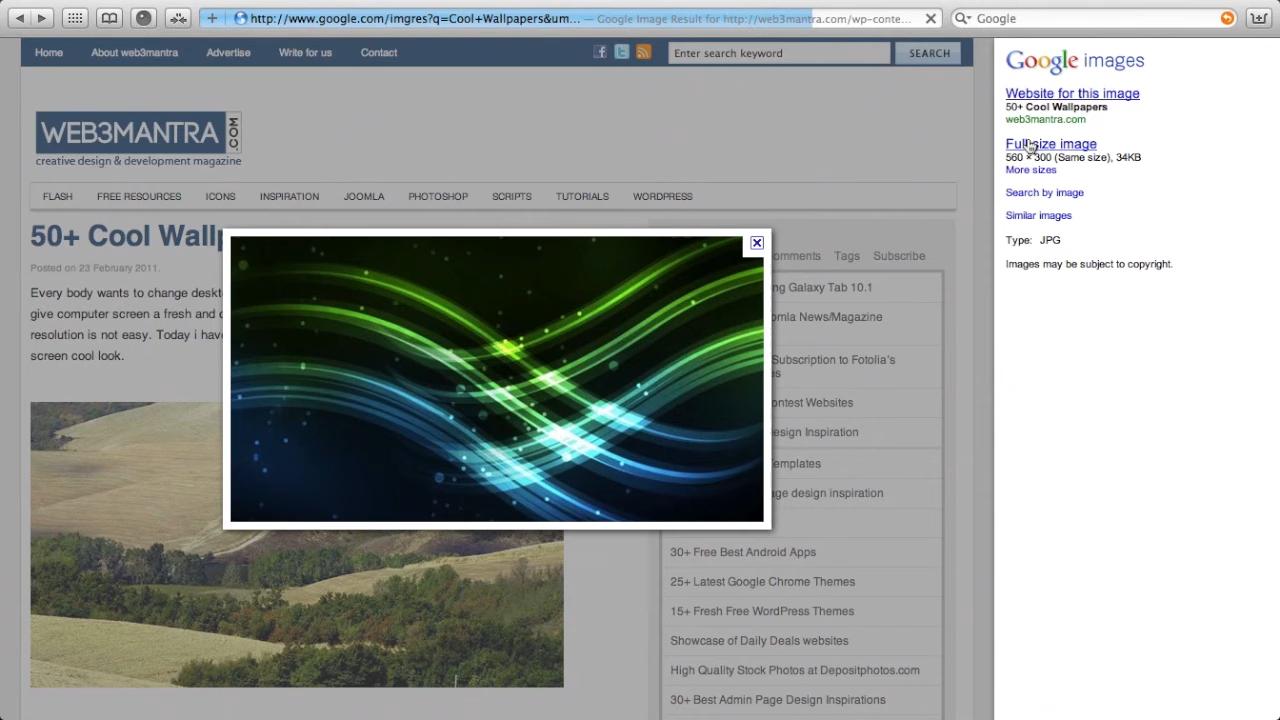 http://www.google.com/imgres?q=Cool+Wallpapers&um... — Google Image Result for http://web3mantra.com/wp-conte...
Google
Home
About web3mantra
Advertise
Write for us
Contact
Enter search keyword
SEARCH
WEB3MANTRA
.COM
creative design & development magazine
FLASH
FREE RESOURCES
ICONS
INSPIRATION
JOOMLA
PHOTOSHOP
SCRIPTS
TUTORIALS
WORDPRESS
50+ Cool Wallp
Posted on 23 February 2011.
Every body wants to change deskt
give computer screen a fresh and c
resolution is not easy. Today i have
screen cool look.
omments
Tags
Subscribe
ng Galaxy Tab 10.1
omla News/Magazine
Subscription to Fotolia's
es
ontest Websites
esign Inspiration
emplates
age design inspiration
30+ Free Best Android Apps
25+ Latest Google Chrome Themes
15+ Fresh Free WordPress Themes
Showcase of Daily Deals websites
High Quality Stock Photos at Depositphotos.com
30+ Best Admin Page Design Inspirations
Google images
Website for this image
50+ Cool Wallpapers
web3mantra.com
Full-size image
560 × 300 (Same size), 34KB
More sizes
Search by image
Similar images
Type: JPG
Images may be subject to copyright.